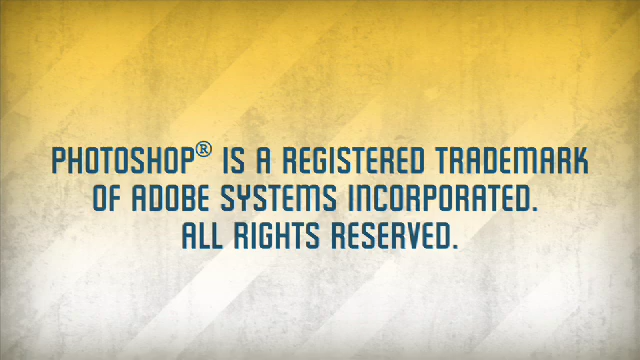 PHOTOSHOP® IS A REGISTERED TRADEMARK
OF ADOBE SYSTEMS INCORPORATED.
ALL RIGHTS RESERVED.